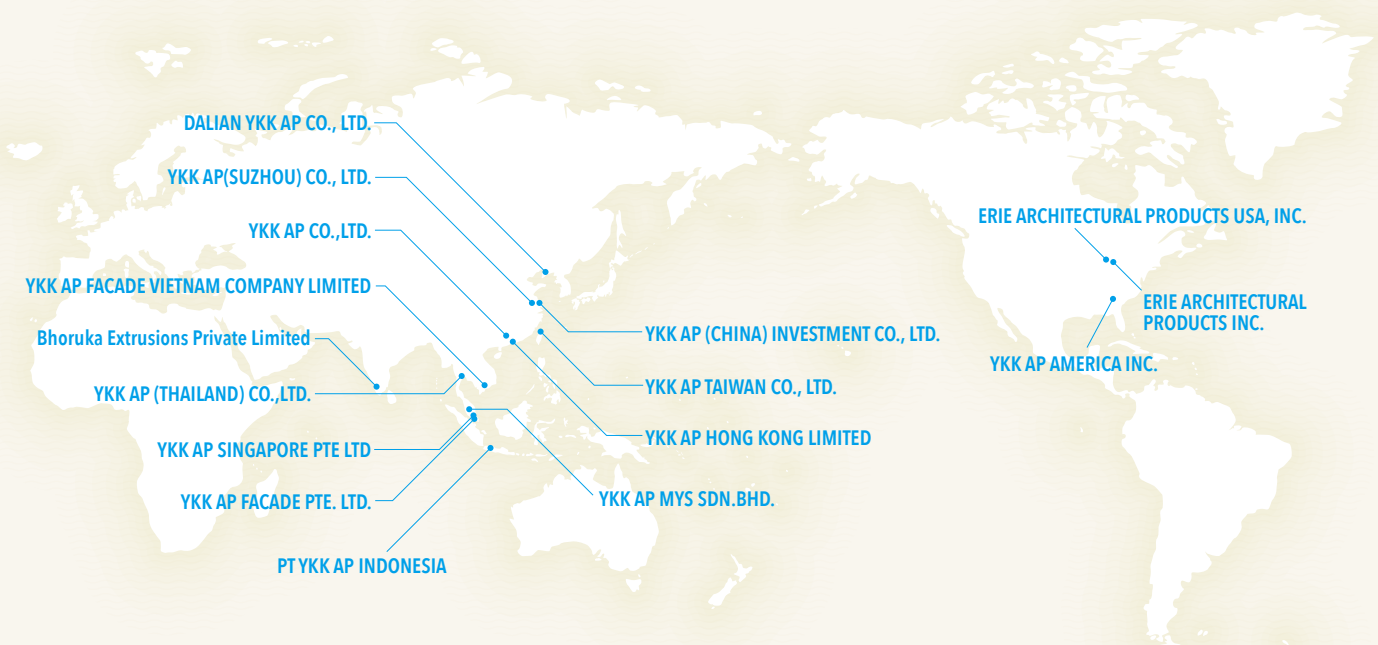 DALIAN YKK AP CO., LTD.
YKK AP(SUZHOU) CO., LTD.
YKK AP CO.,LTD.
YKK AP FACADE VIETNAM COMPANY LIMITED
Bhoruka Extrusions Private Limited
YKK AP (THAILAND) CO.,LTD.
YKK AP SINGAPORE PTE LTD
YKK AP FACADE PTE. LTD.
PT YKK AP INDONESIA
YKK AP (CHINA) INVESTMENT CO., LTD.
YKK AP TAIWAN CO., LTD.
YKK AP HONG KONG LIMITED
YKK AP MYS SDN.BHD.
ERIE ARCHITECTURAL PRODUCTS USA, INC.
ERIE ARCHITECTURAL
PRODUCTS INC.
YKK AP AMERICA INC.